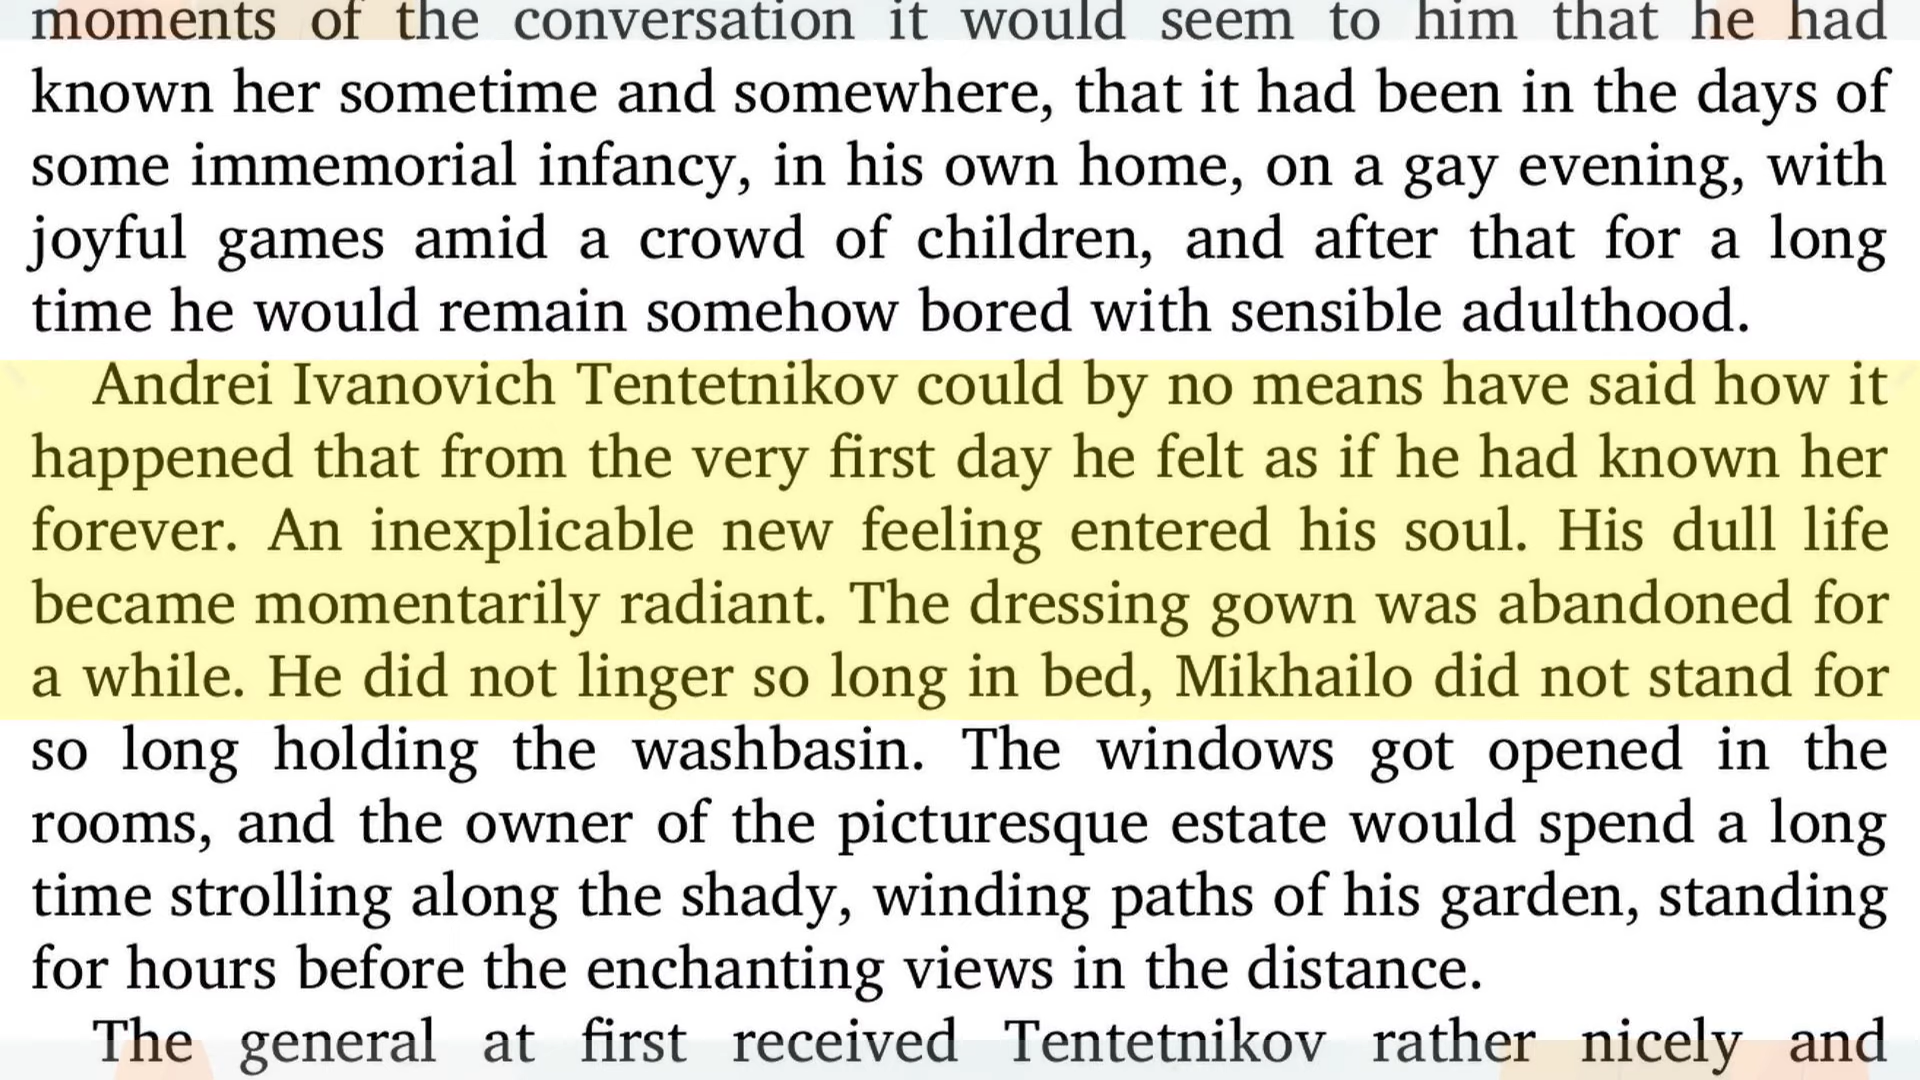 moments of the conversation it would seem to him that he had
known her sometime and somewhere, that it had been in the days of
some immemorial infancy, in his own home, on a gay evening, with
joyful games amid a crowd of children, and after that for a long
time he would remain somehow bored with sensible adulthood.
Andrei Ivanovich Tentetnikov could by no means have said how it
happened that from the very first day he felt as if he had known her
forever. An inexplicable new feeling entered his soul. His dull life
became momentarily radiant. The dressing gown was abandoned for
a while. He did not linger so long in bed, Mikhailo did not stand for
so long holding the washbasin. The windows got opened in the
rooms, and the owner of the picturesque estate would spend a long
time strolling along the shady, winding paths of his garden, standing
for hours before the enchanting views in the distance.
The general at first received Tentetnikov rather nicely and